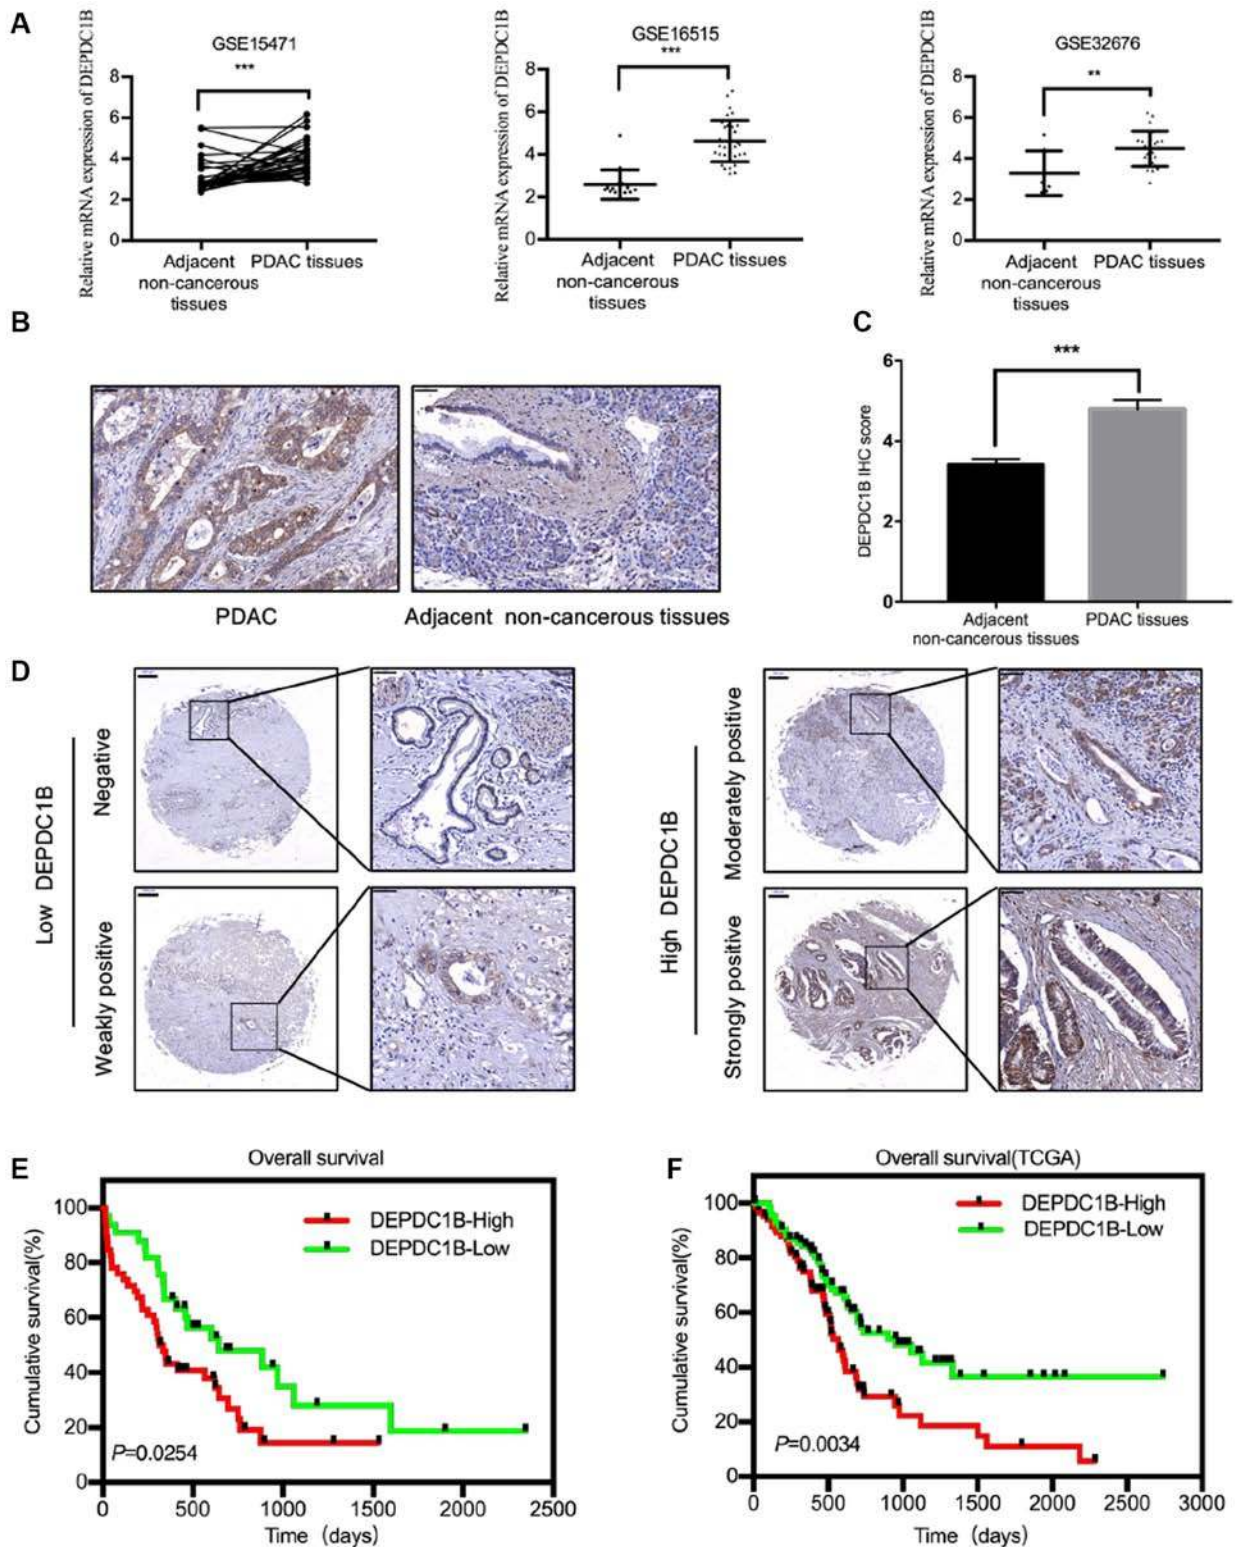 A
Relative mRNA expression of DEPDC1B
GSE15471
***
8
6
4
2
0
Adjacent
non-cancerous
tissues
PDAC tissues
Relative mRNA expression of DEPDC1B
GSE16515
***
8
6
4
2
0
Adjacent
non-cancerous
tissues
PDAC tissues
Relative mRNA expression of DEPDC1B
GSE32676
**
8
6
4
2
0
Adjacent
non-cancerous
tissues
PDAC tissues
B
PDAC
Adjacent non-cancerous tissues
C
DEPDC1B IHC score
***
6
4
2
0
Adjacent
non-cancerous tissues
PDAC tissues
D
Low DEPDC1B
Negative
Weakly positive
High DEPDC1B
Moderately positive
Strongly positive
E
Overall survival
Cumulative survival(%)
100
80
60
40
20
0
DEPDC1B-High
DEPDC1B-Low
P=0.0254
0 500 1000 1500 2000 2500
Time (days)
F
Overall survival(TCGA)
Cumulative survival(%)
100
80
60
40
20
0
DEPDC1B-High
DEPDC1B-Low
P=0.0034
0 500 1000 1500 2000 2500 3000
Time (days)